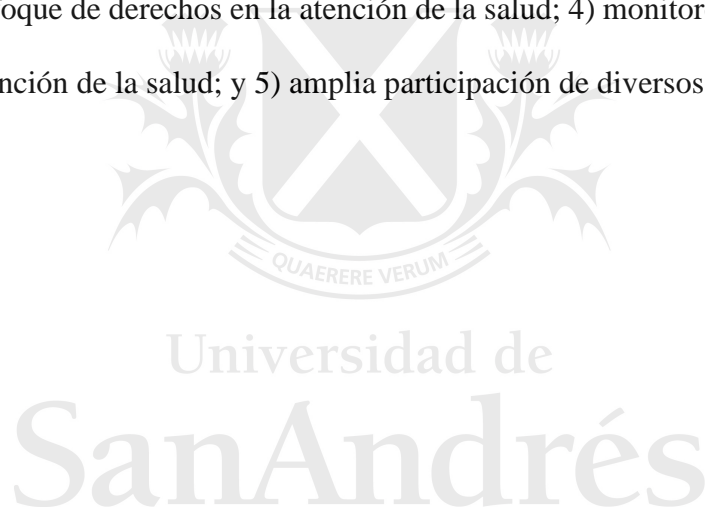 foque de derechos en la atención de la salud; 4) monitor
nción de la salud; y 5) amplia participación de diversos
QUAERERE VERUM
Universidad de
SanAndrés